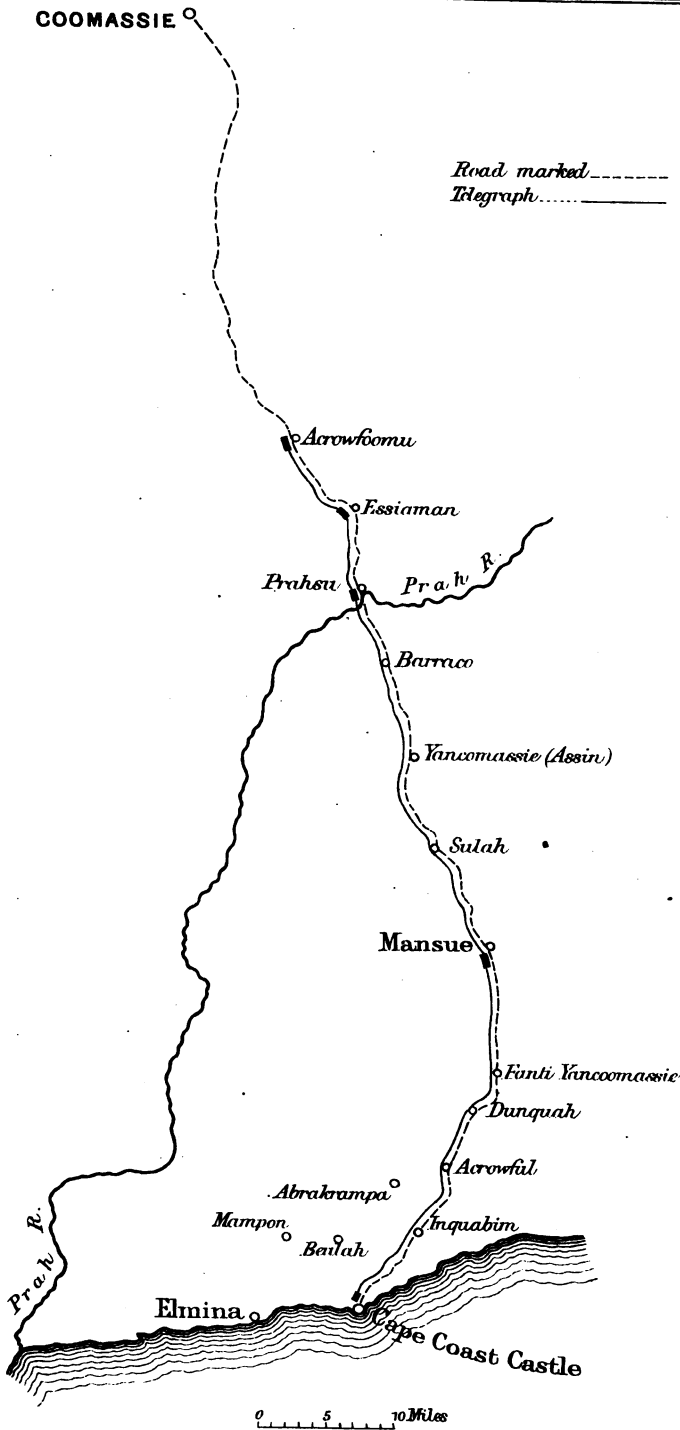 COOMASSIE
Road marked
Telegraph
Acrowfoomu
Essiaman
Prahsu
Prah R.
Barraco
Yancomassie (Assin)
Sulah
Mansue
Fanti Yancoomassie
Dunquah
Acrowful
Abrakrampa
Mampon
Beulah
Inquabim
Prah R.
Elmina
Cape Coast Castle
0 5 10 Miles